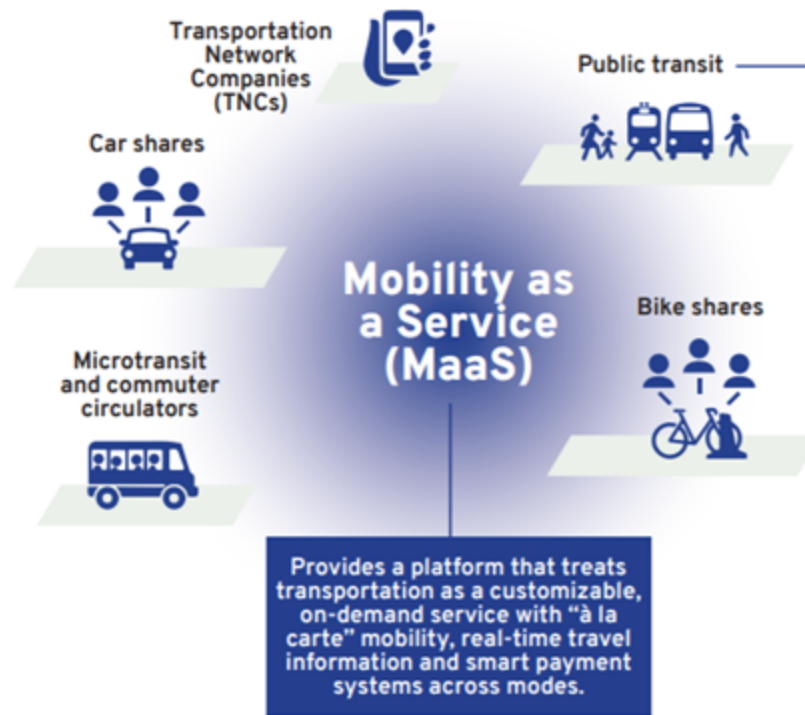 Transportation
Network
Companies
(TNCs)
Public transit
Car shares
Mobility as
a Service
(MaaS)
Bike shares
Microtransit
and commuter
circulators
Provides a platform that treats
transportation as a customizable,
on-demand service with “à la
carte” mobility, real-time travel
information and smart payment
systems across modes.